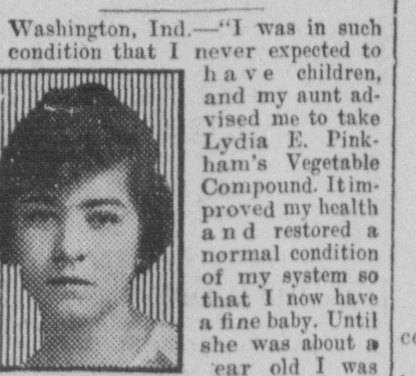 Washington, Ind.—"I was in such
condition that I never expected to
have children,
and my aunt ad-
vised me to take
Lydia E. Pink-
ham's Vegetable
Compound. It im-
proved my health
and restored a
normal condition
of my system so
that I now have
a fine baby. Until
she was about a
ear old I was